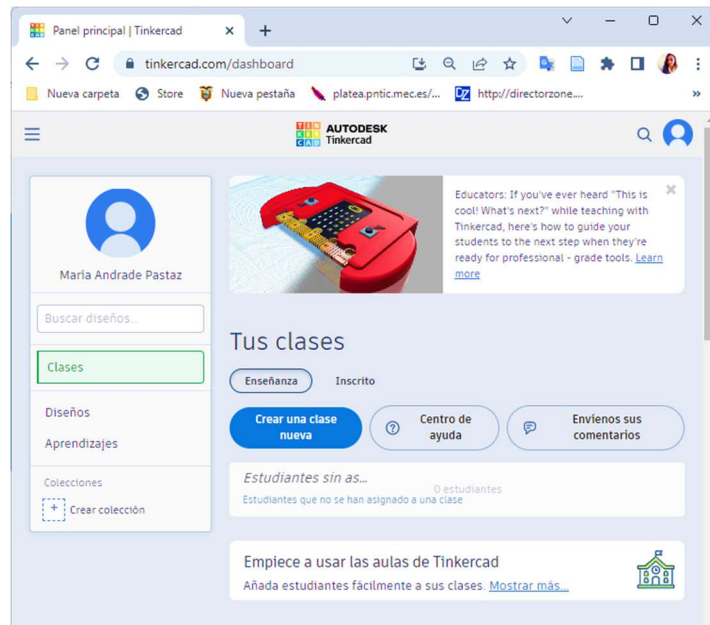 Panel principal | Tinkercad
tinkercad.com/dashboard
Nueva carpeta
Store
Nueva pestaña
platea.pntic.mec.es/...
DZ
http://directorzone....
»
TIN
KER
CAD
AUTODESK
Tinkercad
Maria Andrade Pastaz
Buscar diseños...
Clases
Diseños
Aprendizajes
Colecciones
+ Crear colección
Educators: If you've ever heard "This is
cool! What's next?" while teaching with
Tinkercad, here's how to guide your
students to the next step when they're
ready for professional - grade tools. Learn
more
Tus clases
Enseñanza
Inscrito
Crear una clase
nueva
Centro de
ayuda
Envíenos sus
comentarios
Estudiantes sin as...
0 estudiantes
Estudiantes que no se han asignado a una clase
Empiece a usar las aulas de Tinkercad
Añada estudiantes fácilmente a sus clases. Mostrar más...